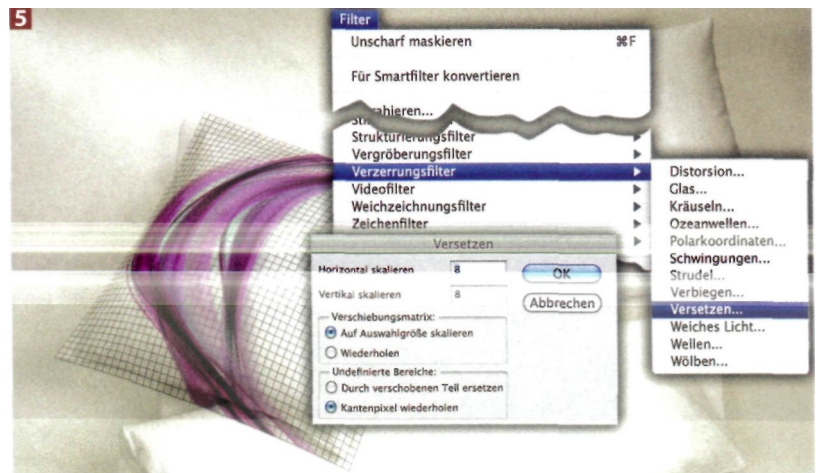 5
Filter
Unscharf maskieren ⌘F
Für Smartfilter konvertieren
Strukturierungsfilter
Vergröberungsfilter
Verzerrungsfilter
Videofilter
Weichzeichnungsfilter
Zeichenfilter
Distorsion...
Glas...
Kräuseln...
Ozeanwellen...
Polarkoordinaten...
Schwingungen...
Strudel...
Verbiegen...
Versetzen...
Weiches Licht...
Wellen...
Wölben...
Versetzen
Horizontal skalieren 8
OK
Vertikal skalieren 8
Abbrechen
Verschiebungsmatrix:
Auf Auswahlgröße skalieren
Wiederholen
Undefinierte Bereiche:
Durch verschobenen Teil ersetzen
Kantenpixel wiederholen